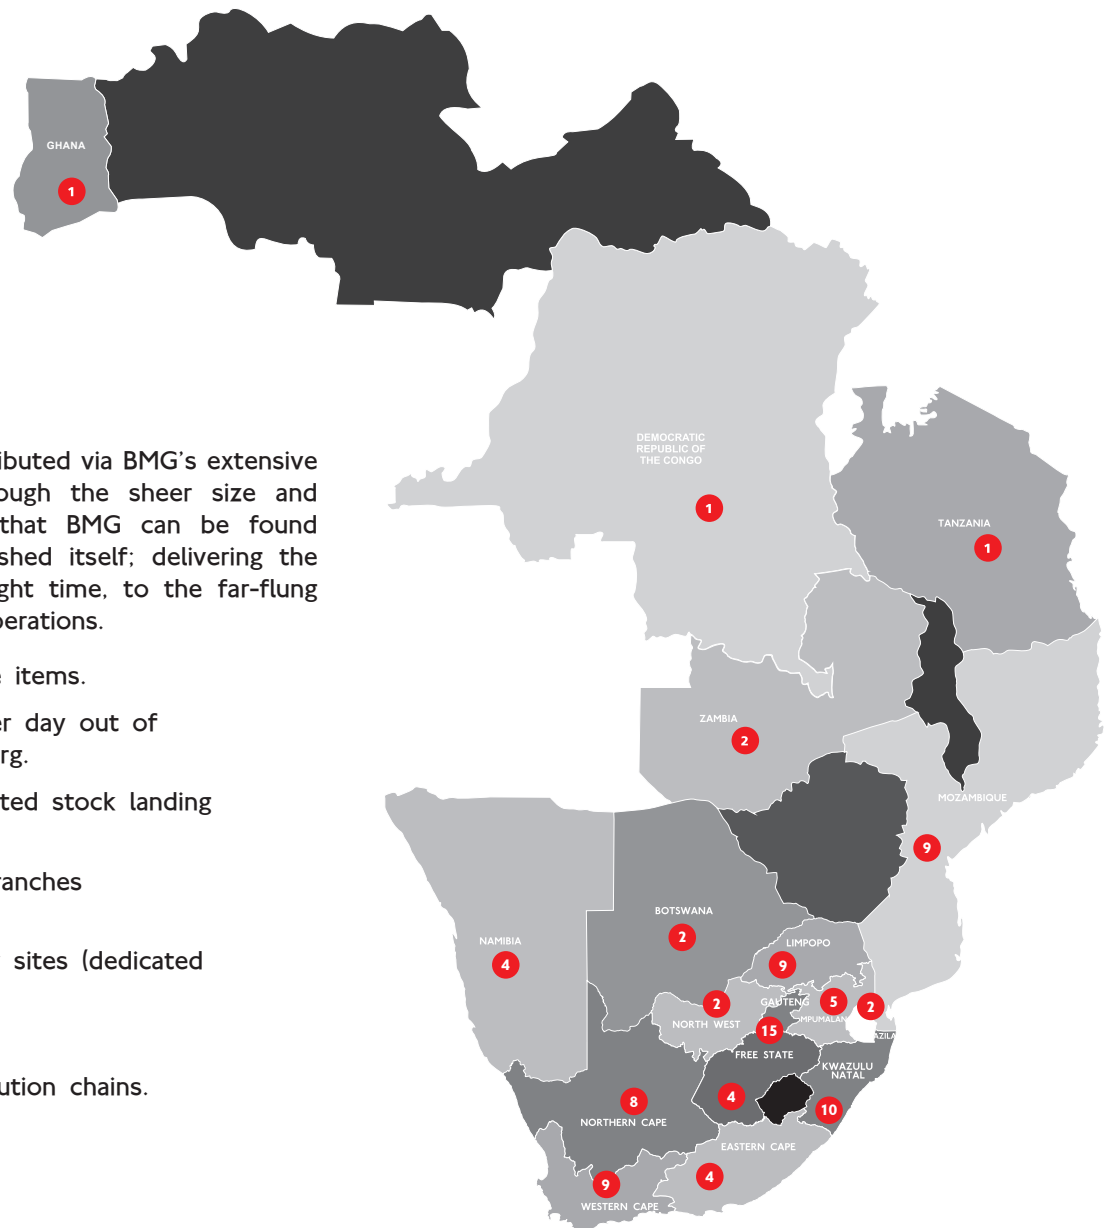 GHANA
1
DEMOCRATIC
REPUBLIC OF
THE CONGO
1
TANZANIA
1
ributed via BMG's extensive
ough the sheer size and
that BMG can be found
shed itself; delivering the
ght time, to the far-flung
perations.
e items.
er day out of
rg.
ted stock landing
ranches
sites (dedicated
ution chains.
ZAMBIA
2
MOZAMBIQUE
9
NAMIBIA
4
BOTSWANA
2
LIMPOPO
9
NORTH WEST
2
GAUTENG
15
MPUMALAN
5
2
AZILA
FREE STATE
4
KWAZULU
NATAL
10
NORTHERN CAPE
8
EASTERN CAPE
4
WESTERN CAPE
9